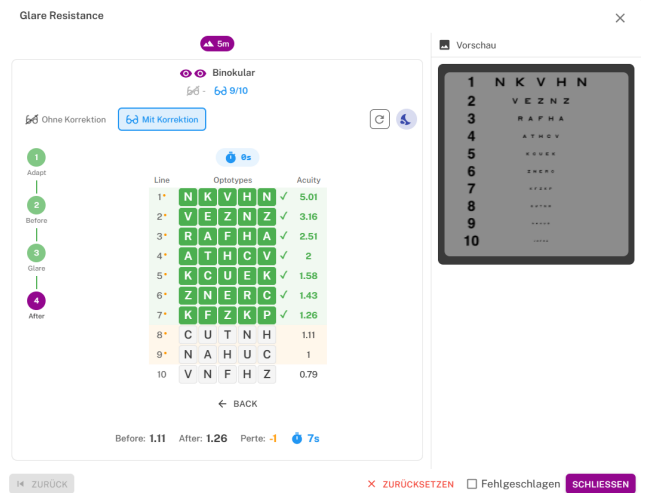 Glare Resistance
5m
Vorschau
Binokular
- 9/10
Ohne Korrektion Mit Korrektion
0s
1 Adapt
2 Before
3 Glare
4 After
Line Optotypes Acuity
1* N K V H N ✓ 5.01
2* V E Z N Z ✓ 3.16
3* R A F H A ✓ 2.51
4* A T H C V ✓ 2
5* K C U E K ✓ 1.58
6* Z N E R C ✓ 1.43
7* K F Z K P ✓ 1.26
8* C U T N H 1.11
9* N A H U C 1
10 V N F H Z 0.79
← BACK
Before: 1.11 After: 1.26 Perte: -1 7s
1 N K V H N
2 V E Z N Z
3 R A F H A
4 A T H C V
5 K C U E K
6 Z N E R C
7
8
9
10
ZURÜCK
ZURÜCKSETZEN Fehlgeschlagen SCHLIESSEN